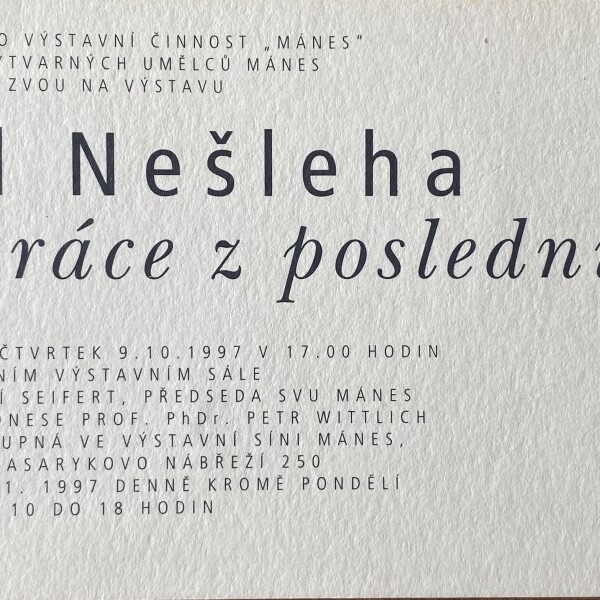 O VÝSTAVNÍ ČINNOST „MÁNES”
ÝTVARNÝCH UMĚLCŮ MÁNES
ZVOU NA VÝSTAVU
l Nešleha
ráce z posledn
ČTVRTEK 9.10.1997 V 17.00 HODIN
NÍM VÝSTAVNÍM SÁLE
Í SEIFERT, PŘEDSEDA SVU MÁNES
DNESE PROF. PhDr. PETR WITTLICH
UPNÁ VE VÝSTAVNÍ SÍNI MÁNES,
ASARYKOVO NÁBŘEŽÍ 250
1. 1997 DENNĚ KROMĚ PONDĚLÍ
10 DO 18 HODIN